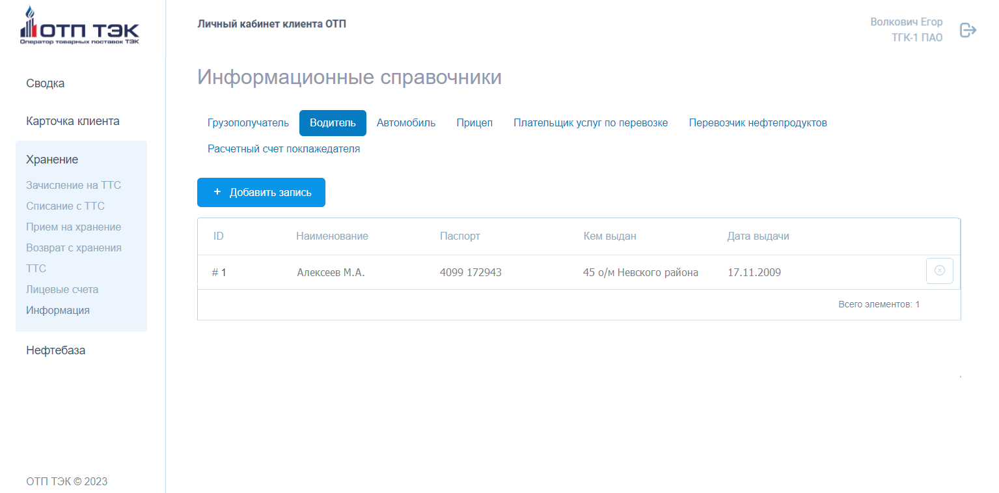 ОТП ТЭК
Оператор товарных поставок ТЭК
Личный кабинет клиента ОТП
Волкович Егор
ТГК-1 ПАО
Сводка
Карточка клиента
Хранение
Зачисление на ТТС
Списание с ТТС
Прием на хранение
Возврат с хранения
ТТС
Лицевые счета
Информация
Нефтебаза
ОТП ТЭК © 2023
Информационные справочники
Грузополучатель Водитель Автомобиль Прицеп Плательщик услуг по перевозке Перевозчик нефтепродуктов
Расчетный счет поклажедателя
+ Добавить запись
ID Наименование Паспорт Кем выдан Дата выдачи
# 1 Алексеев М.А. 4099 172943 45 о/м Невского района 17.11.2009
Всего элементов: 1